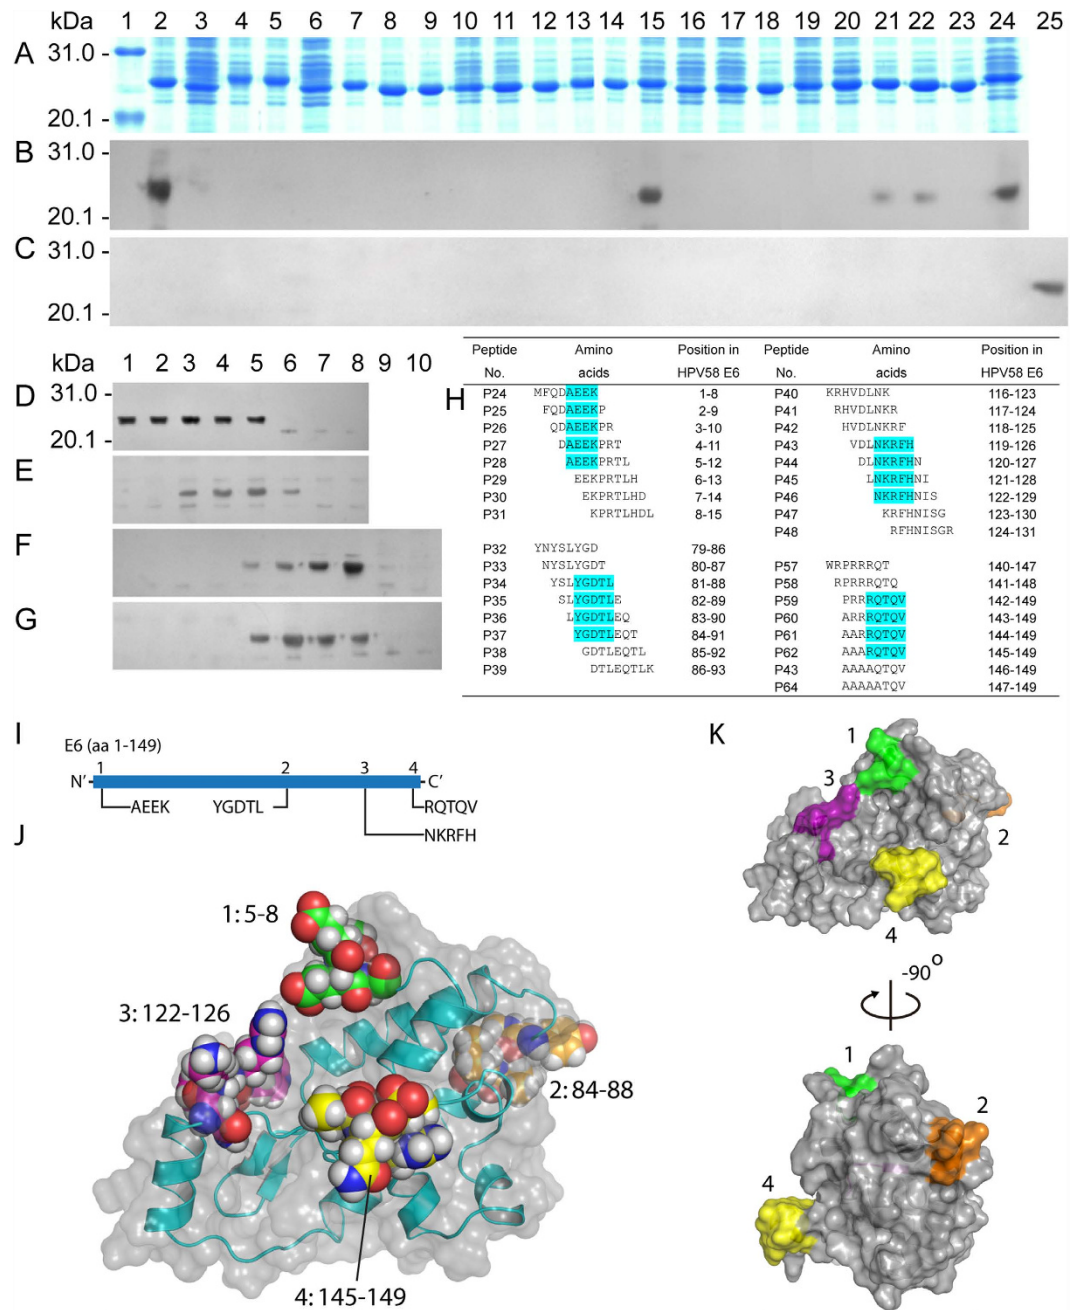 kDa 1 2 3 4 5 6 7 8 9 10 11 12 13 14 15 16 17 18 19 20 21 22 23 24 25
A 31.0 -
20.1 -
B 31.0 -
20.1 -
C 31.0 -
20.1 -
kDa 1 2 3 4 5 6 7 8 9 10
D 31.0 -
20.1 -
E
F
G
H
Peptide Amino Position in Peptide Amino Position in
No. acids HPV58 E6 No. acids HPV58 E6
P24 MFQDAEEK 1-8 P40 KRHVDLNK 116-123
P25 FQDAEEKP 2-9 P41 RHVDLNKR 117-124
P26 QDAEEKPR 3-10 P42 HVDLNKRF 118-125
P27 DAEEKPRT 4-11 P43 VDLNKRFH 119-126
P28 AEEKPRTL 5-12 P44 DLNKRFHN 120-127
P29 EEKPRTLH 6-13 P45 LNKRFHNI 121-128
P30 EKPRTLHD 7-14 P46 NKRFHNIS 122-129
P31 KPRTLHDL 8-15 P47 KRFHNISG 123-130
P48 RFHNISGR 124-131
P32 YNYSLYGD 79-86
P33 NYSLYGDT 80-87 P57 WRPRRRQT 140-147
P34 YSLYGDTL 81-88 P58 RPRRRQTQ 141-148
P35 SLYGDTLE 82-89 P59 PRRRQTQV 142-149
P36 LYGDTLEQ 83-90 P60 ARRRQTQV 143-149
P37 YGDTLEQT 84-91 P61 AARRQTQV 144-149
P38 GDTLEQTL 85-92 P62 AAARQTQV 145-149
P39 DTLEQTLK 86-93 P43 AAAAQTQV 146-149
P64 AAAAATQV 147-149
I
E6 (aa 1-149)
1 2 3 4
N' C'
AEEK YGDTL RQTQV
NKRFH
J
1:5-8
3:122-126
2:84-88
4:145-149
K
1
3
2
4
-90°
1
2
4